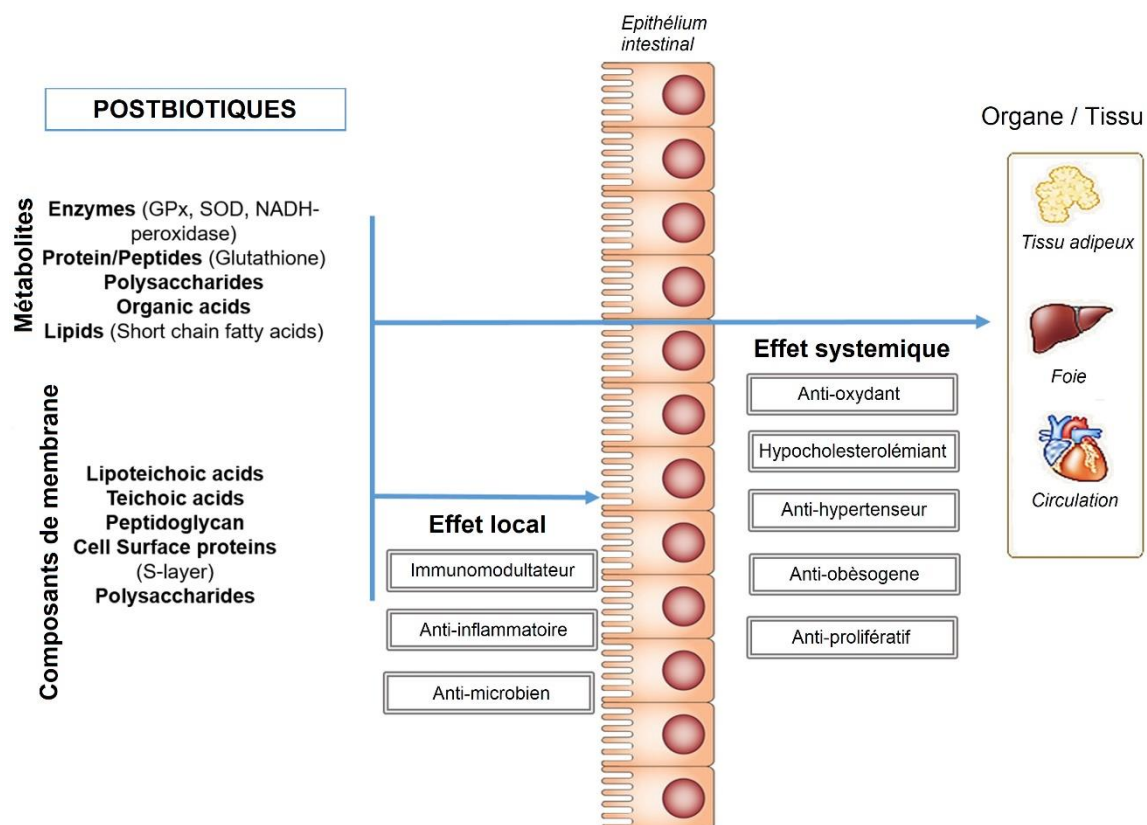 Epithélium
intestinal
POSTBIOTIQUES
Organe / Tissu
Métabolites
Enzymes (GPx, SOD, NADH-
peroxidase)
Protein/Peptides (Glutathione)
Polysaccharides
Organic acids
Lipids (Short chain fatty acids)
Composants de membrane
Lipoteichoic acids
Teichoic acids
Peptidoglycan
Cell Surface proteins
(S-layer)
Polysaccharides
Effet local
Immunomodultateur
Anti-inflammatoire
Anti-microbien
Effet systemique
Anti-oxydant
Hypocholesterolémiant
Anti-hypertenseur
Anti-obèsogene
Anti-prolifératif
Tissu adipeux
Foie
Circulation